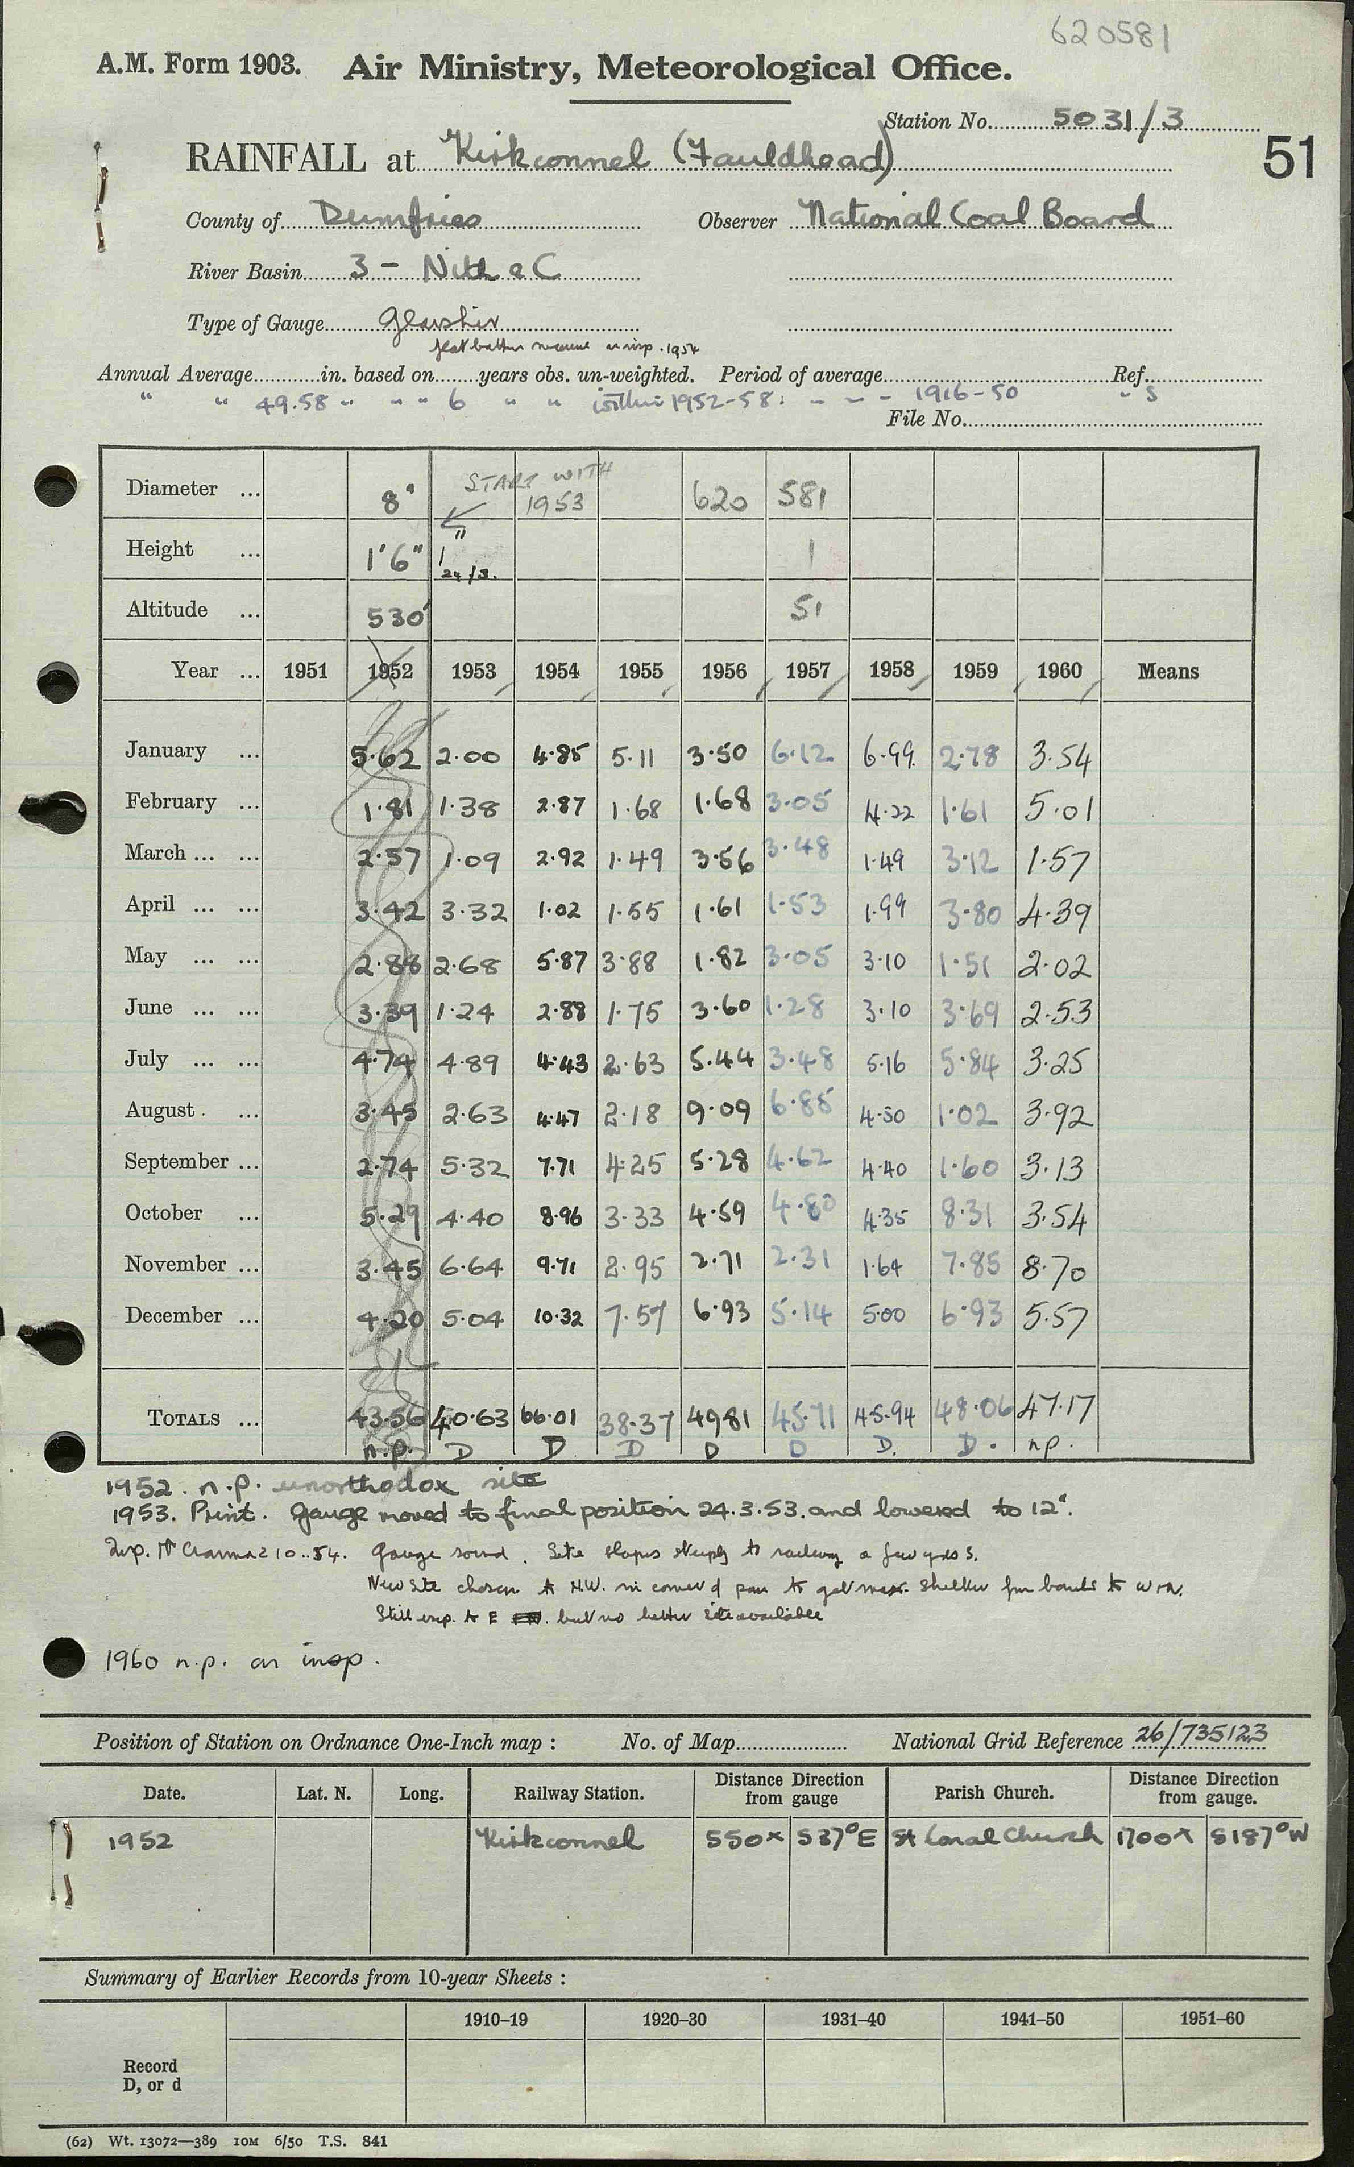 620581
A.M. Form 1903. Air Ministry, Meteorological Office.
Station No. 5031/3
RAINFALL at Kirkconnel (Fauldhead)
51
County of Dumfries Observer National Coal Board
River Basin 3 - Nith & C
Type of Gauge Glaisher
flat bottom insp. 1954
Annual Average in. based on years obs. un-weighted. Period of average Ref.
" " 49.58 " " " 6 " " within 1952-58. - - - 1916-50 " S
File No.
Diameter ... 8" START WITH 1953 620 581
Height ... 1'6" 1" 24/3. 1
Altitude ... 530' 51
Year ... 1951 1952 1953 1954 1955 1956 1957 1958 1959 1960 Means
January ... 5.62 2.00 4.85 5.11 3.50 6.12 6.99 2.78 3.54
February ... 1.81 1.38 2.87 1.68 1.68 3.05 4.22 1.61 5.01
March ... ... 2.57 1.09 2.92 1.49 3.56 3.48 1.49 3.12 1.57
April ... ... 3.42 3.32 1.02 1.55 1.61 1.53 1.99 3.80 4.39
May ... ... 2.88 2.68 5.87 3.88 1.82 3.05 3.10 1.51 2.02
June ... ... 3.39 1.24 2.88 1.75 3.60 1.28 3.10 3.69 2.53
July ... ... 4.74 4.89 4.43 2.63 5.44 3.48 5.16 5.84 3.25
August . ... 3.45 2.63 4.47 2.18 9.09 6.85 4.50 1.02 3.92
September ... 2.74 5.32 7.71 4.25 5.28 4.62 4.40 1.60 3.13
October ... 5.29 4.40 8.96 3.33 4.59 4.80 4.35 8.31 3.54
November ... 3.45 6.64 9.71 2.95 2.71 2.31 1.64 7.85 8.70
December ... 4.20 5.04 10.32 7.57 6.93 5.14 5.00 6.93 5.57
TOTALS ... 43.56 40.63 66.01 38.37 49.81 45.71 45.94 48.06 47.17
n.p. D D D D D D. D. n.p.
1952. n.p. unorthodox site
1953. Print. Gauge moved to final position 24.3.53. and lowered to 12".
Insp. 10.54. Gauge sound. Site slopes steeply to railway a few yds S.
New site chosen to N.W. in corner of to get max. shelter from banks to W + N.
Still exp. to E but no better site available
1960 n.p. on insp.
Position of Station on Ordnance One-Inch map : No. of Map National Grid Reference 26/735123
Date. Lat. N. Long. Railway Station. Distance from gauge Direction Parish Church. Distance from gauge. Direction
1952 Kirkconnel 550x S37°E St Conal Church 1700x S187°W
Summary of Earlier Records from 10-year Sheets :
1910–19 1920–30 1931–40 1941–50 1951–60
Record
D, or d
(62) Wt. 13072—389 10M 6/50 T.S. 841